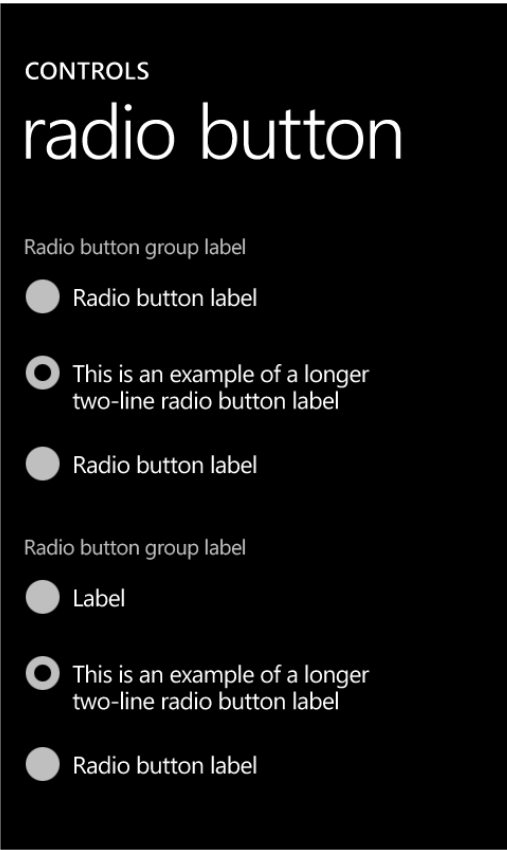 CONTROLS
radio button
Radio button group label
Radio button label
This is an example of a longer
two-line radio button label
Radio button label
Radio button group label
Label
This is an example of a longer
two-line radio button label
Radio button label